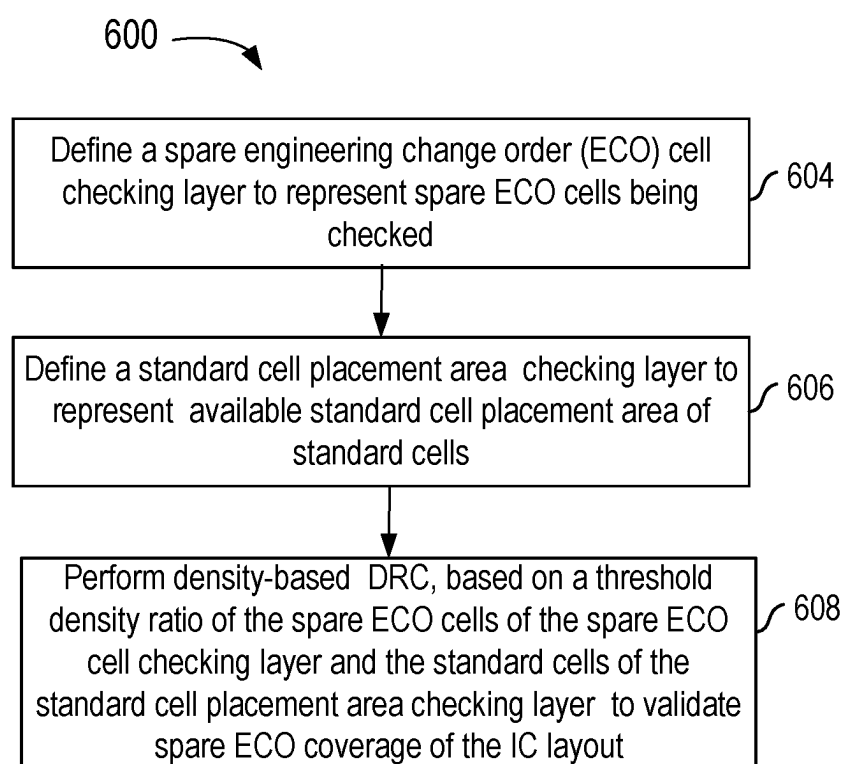 600
Define a spare engineering change order (ECO) cell
checking layer to represent spare ECO cells being
checked
604
Define a standard cell placement area checking layer to
represent available standard cell placement area of
standard cells
606
Perform density-based DRC, based on a threshold
density ratio of the spare ECO cells of the spare ECO
cell checking layer and the standard cells of the
standard cell placement area checking layer to validate
spare ECO coverage of the IC layout
608